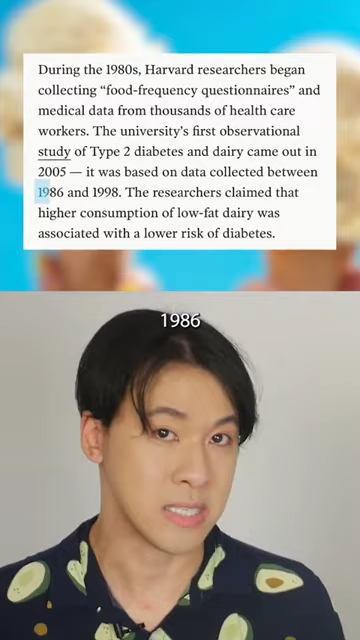 During the 1980s, Harvard researchers began
collecting “food-frequency questionnaires” and
medical data from thousands of health care
workers. The university’s first observational
study of Type 2 diabetes and dairy came out in
2005 — it was based on data collected between
1986 and 1998. The researchers claimed that
higher consumption of low-fat dairy was
associated with a lower risk of diabetes.
1986